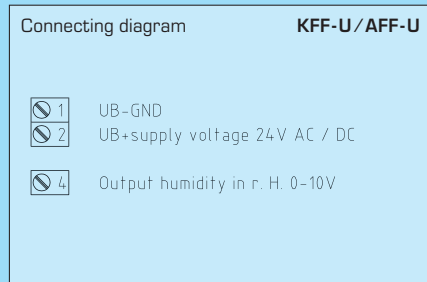 Connecting diagram KFF-U/AFF-U
1 UB-GND
2 UB+supply voltage 24V AC / DC
4 Output humidity in r. H. 0-10V